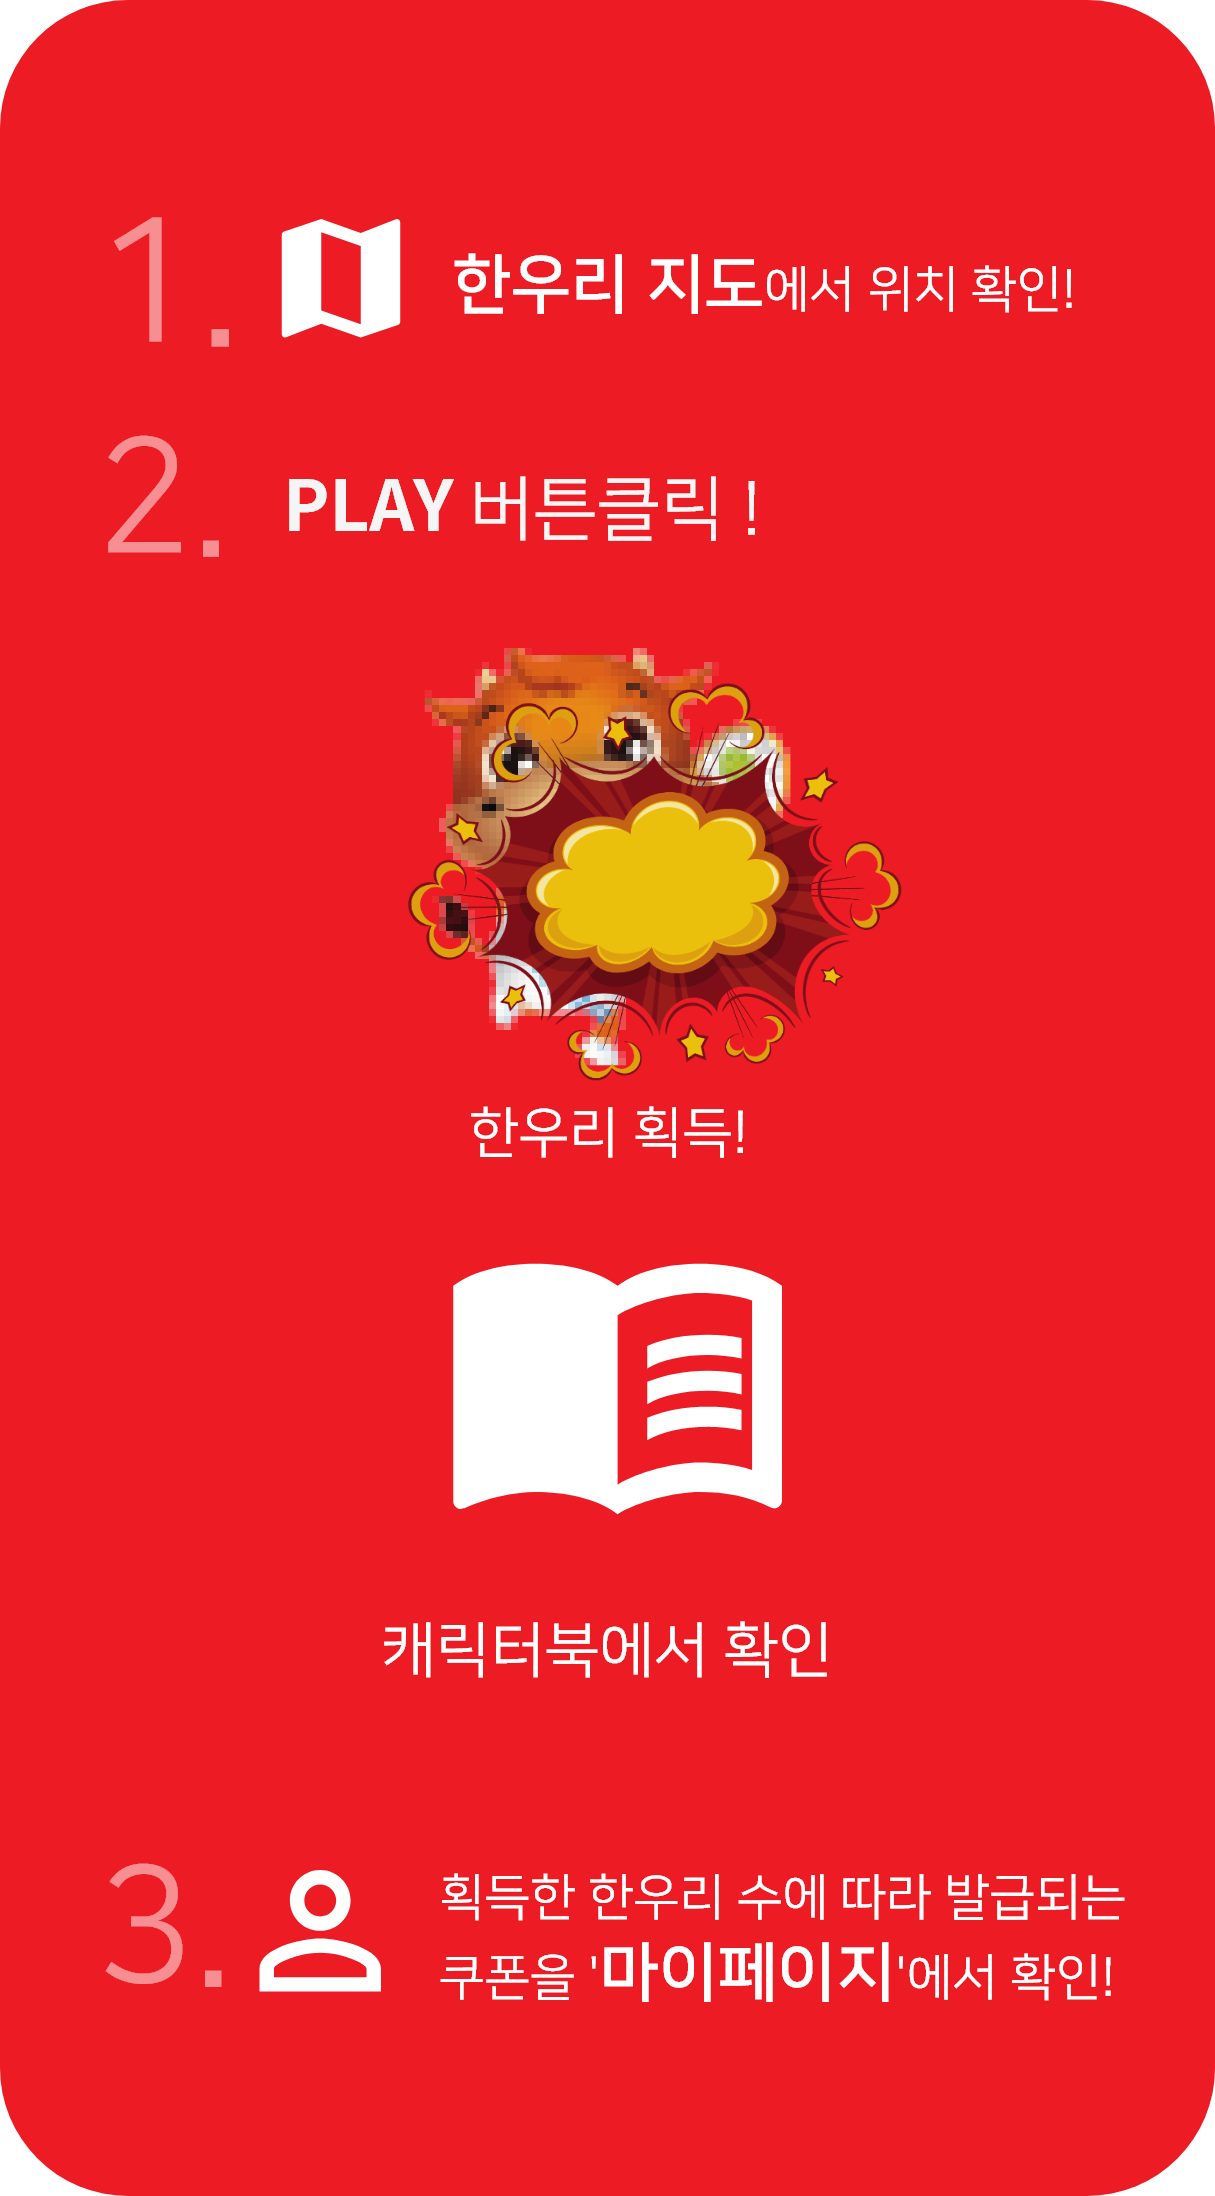 1.
한우리 지도에서 위치 확인!
2.
PLAY 버튼클릭 !
한우리 획득!
캐릭터북에서 확인
3.
획득한 한우리 수에 따라 발급되는
쿠폰을 '마이페이지'에서 확인!